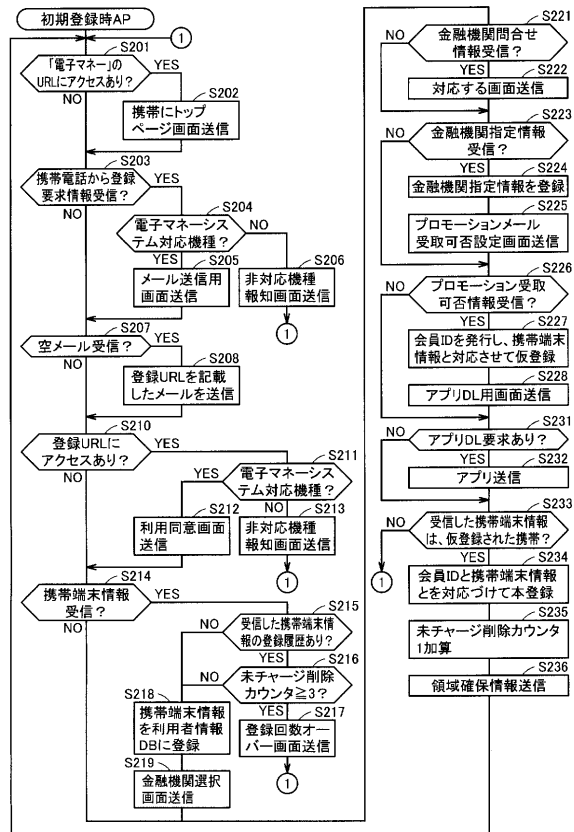 初期登録時AP
1
S201
「電子マネー」の
URLにアクセスあり？
YES
NO
S202
携帯にトップ
ページ画面送信
S203
携帯電話から登録
要求情報受信？
YES
NO
S204
電子マネーシス
テム対応機種？
NO
YES
S205
メール送信用
画面送信
S206
非対応機種
報知画面送信
1
S207
空メール受信？
YES
NO
S208
登録URLを記載
したメールを送信
S210
登録URLに
アクセスあり？
YES
NO
S211
電子マネーシス
テム対応機種？
YES
NO
S212
利用同意画面
送信
S213
非対応機種
報知画面送信
1
S214
携帯端末情報
受信？
YES
NO
S215
受信した携帯端末情
報の登録履歴あり？
NO
YES
S216
未チャージ削除
カウンタ≧3？
NO
YES
S217
登録回数オー
バー画面送信
1
S218
携帯端末情報
を利用者情報
DBに登録
S219
金融機関選択
画面送信
S221
金融機関問合せ
情報受信？
NO
YES
S222
対応する画面送信
S223
金融機関指定情報
受信？
NO
YES
S224
金融機関指定情報を登録
S225
プロモーションメール
受取可否設定画面送信
S226
プロモーション受取
可否情報受信？
NO
YES
S227
会員IDを発行し、携帯端末
情報と対応させて仮登録
S228
アプリDL用画面送信
S231
アプリDL要求あり？
NO
YES
S232
アプリ送信
S233
受信した携帯端末情報
は、仮登録された携帯？
NO
1
YES
S234
会員IDと携帯端末情報
とを対応づけて本登録
S235
未チャージ削除カウンタ
1加算
S236
領域確保情報送信